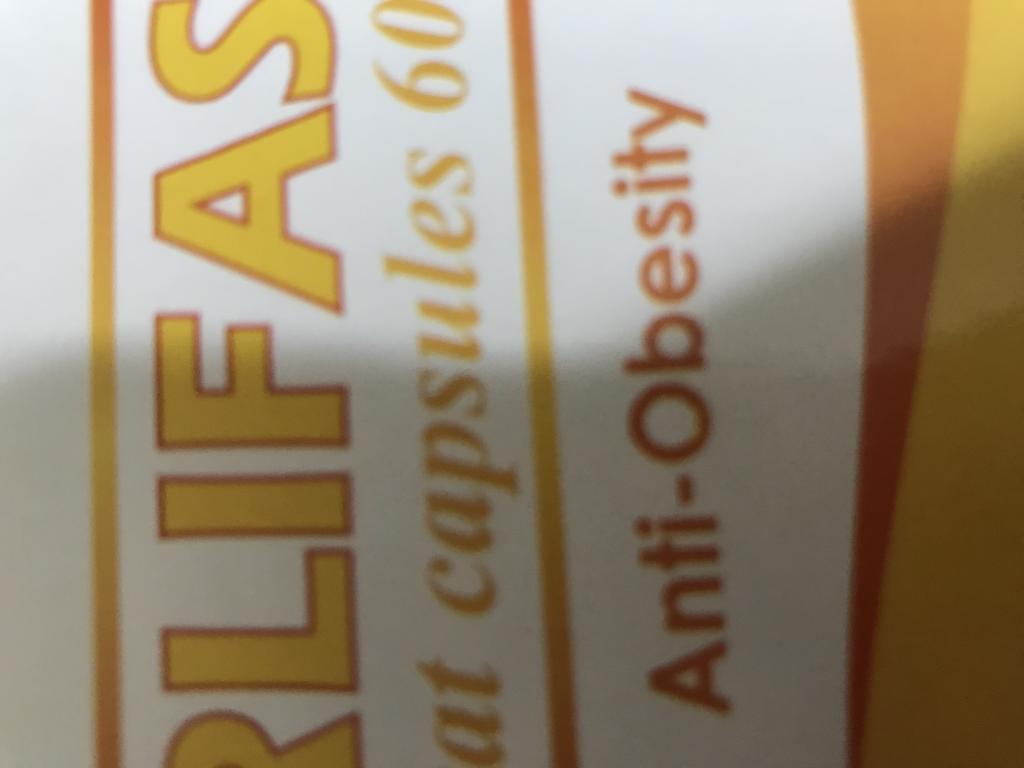 RLIFAS
at capsules 60
Anti-Obesity